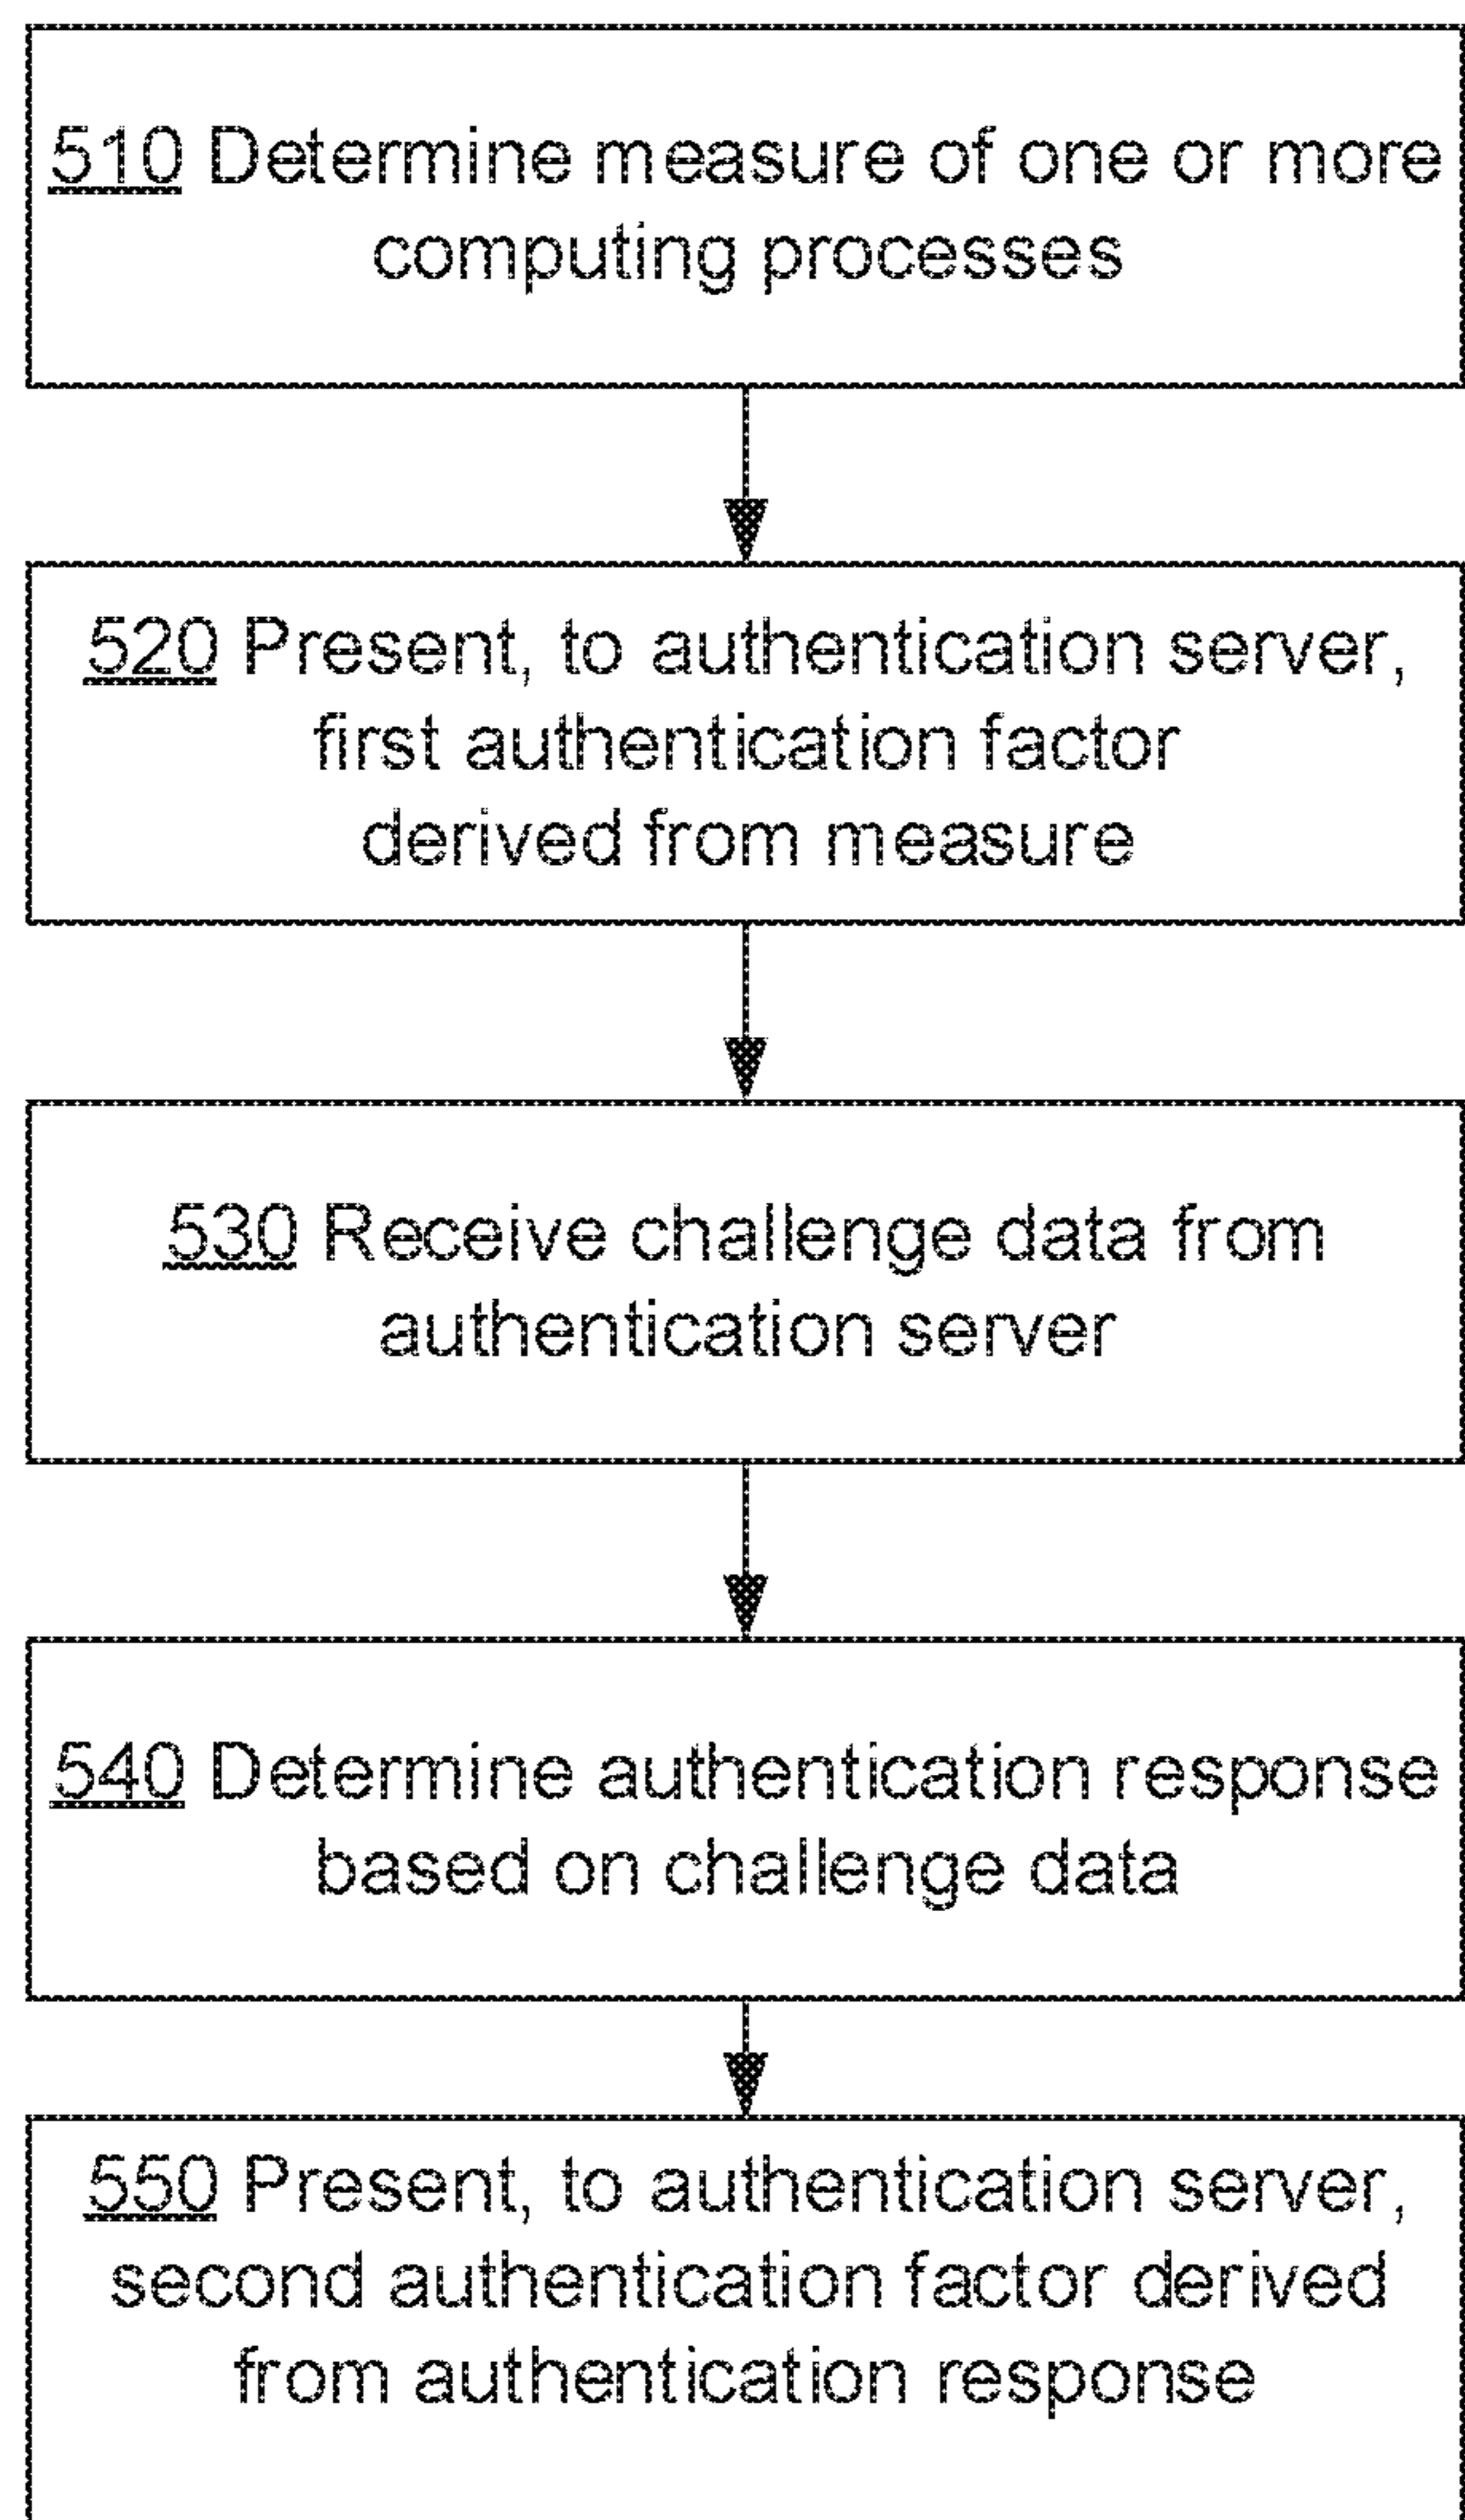 510 Determine measure of one or more
computing processes
520 Present, to authentication server,
first authentication factor
derived from measure
530 Receive challenge data from
authentication server
540 Determine authentication response
based on challenge data
550 Present, to authentication server,
second authentication factor derived
from authentication response